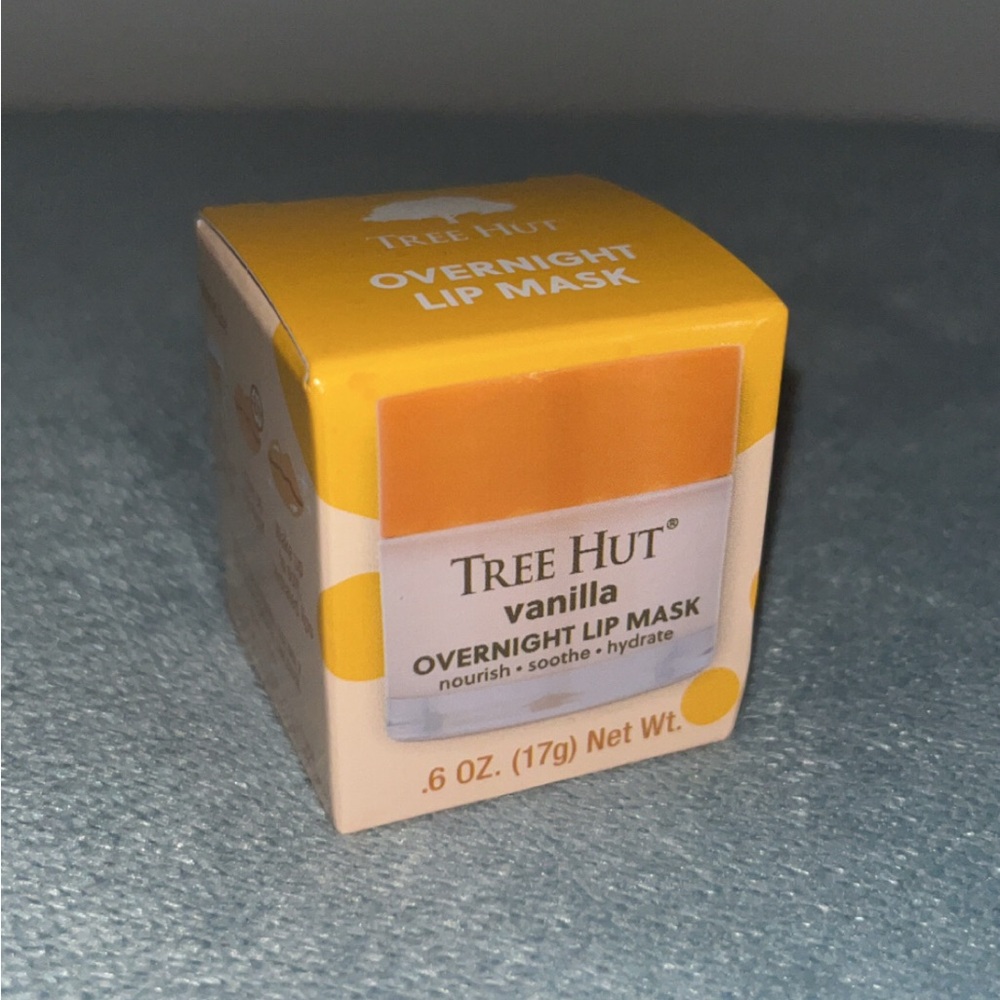 TREE HUT
OVERNIGHT
LIP MASK
TREE HUT®
vanilla
OVERNIGHT LIP MASK
nourish • soothe • hydrate
.6 OZ. (17g) Net Wt.